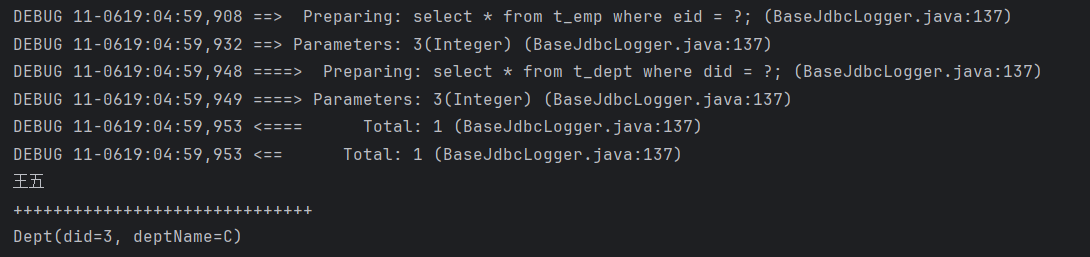 DEBUG 11-0619:04:59,908 ==>  Preparing: select * from t_emp where eid = ?; (BaseJdbcLogger.java:137)
DEBUG 11-0619:04:59,932 ==> Parameters: 3(Integer) (BaseJdbcLogger.java:137)
DEBUG 11-0619:04:59,948 ====>  Preparing: select * from t_dept where did = ?; (BaseJdbcLogger.java:137)
DEBUG 11-0619:04:59,949 ====> Parameters: 3(Integer) (BaseJdbcLogger.java:137)
DEBUG 11-0619:04:59,953 <====      Total: 1 (BaseJdbcLogger.java:137)
DEBUG 11-0619:04:59,953 <==      Total: 1 (BaseJdbcLogger.java:137)
王五
++++++++++++++++++++++++++++++
Dept(did=3, deptName=C)